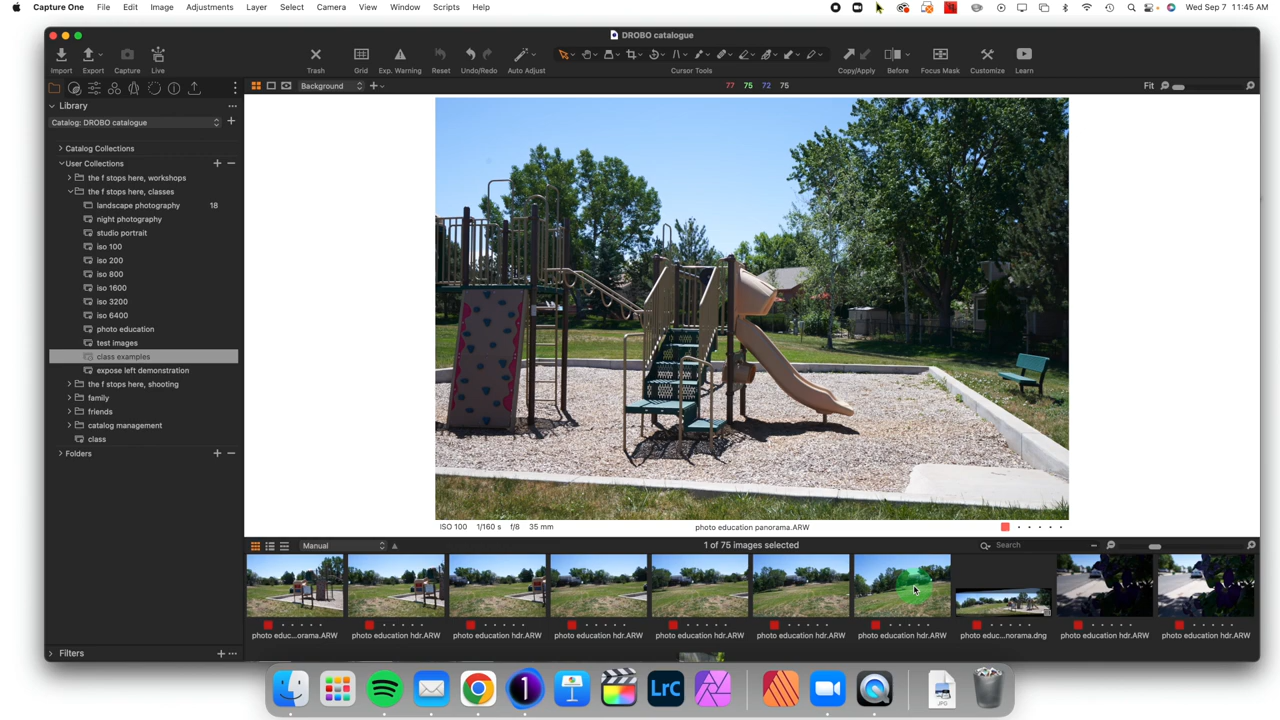 Capture One File Edit Image Adjustments Layer Select Camera View Window Scripts Help Wed Sep 7 11:45 AM
DROBO catalogue
Import Export Capture Live Trash Grid Exp. Warning Reset Undo/Redo Auto Adjust Cursor Tools Copy/Apply Before Focus Mask Customize Learn
Background 77 75 72 75 Fit
Library
Catalog: DROBO catalogue
Catalog Collections
User Collections
the f stops here, workshops
the f stops here, classes
landscape photography 18
night photography
studio portrait
iso 100
iso 200
iso 800
iso 1600
iso 3200
iso 6400
photo education
test images
class examples
expose left demonstration
the f stops here, shooting
family
friends
catalog management
class
Folders
Filters
ISO 100 1/160 s f/8 35 mm photo education panorama.ARW
Manual 1 of 75 images selected Search
photo educ...orama.ARW photo education hdr.ARW photo education hdr.ARW photo education hdr.ARW photo education hdr.ARW photo education hdr.ARW photo education hdr.ARW photo educ...norama.dng photo education hdr.ARW photo education hdr.ARW
1 LrC JPG